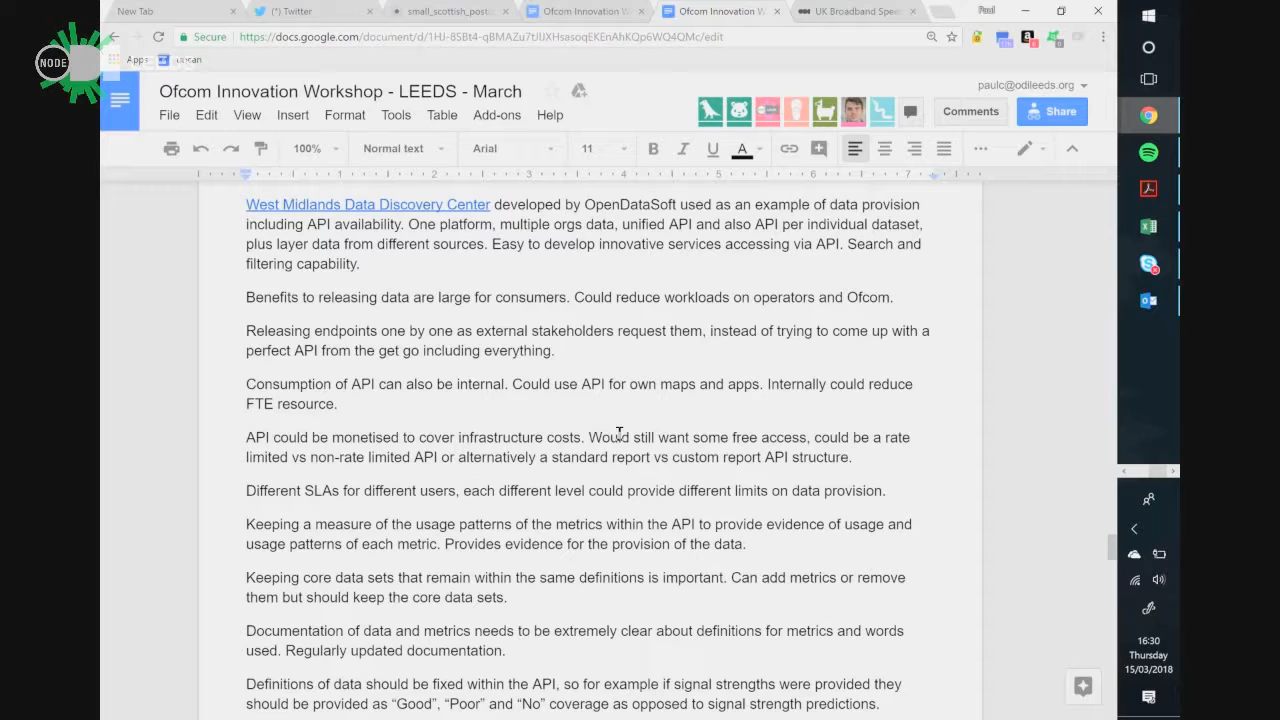 New Tab
(*) Twitter
small_scottish_post
Ofcom Innovation W
Ofcom Innovation W
UK Broadband Spee
Paul
Secure
https://docs.google.com/document/d/1HJ-8SBt4-qBMAZu7tlUXHsasoqEKEnAhKQp6WQ4QMc/edit
NODE
Apps
Ofcom Innovation Workshop - LEEDS - March
paulc@odileeds.org
File Edit View Insert Format Tools Table Add-ons Help
Comments
Share
100%
Normal text
Arial
11
B I U A
2 3 4 5 6 7
West Midlands Data Discovery Center developed by OpenDataSoft used as an example of data provision
including API availability. One platform, multiple orgs data, unified API and also API per individual dataset,
plus layer data from different sources. Easy to develop innovative services accessing via API. Search and
filtering capability.
Benefits to releasing data are large for consumers. Could reduce workloads on operators and Ofcom.
Releasing endpoints one by one as external stakeholders request them, instead of trying to come up with a
perfect API from the get go including everything.
Consumption of API can also be internal. Could use API for own maps and apps. Internally could reduce
FTE resource.
API could be monetised to cover infrastructure costs. Would still want some free access, could be a rate
limited vs non-rate limited API or alternatively a standard report vs custom report API structure.
Different SLAs for different users, each different level could provide different limits on data provision.
Keeping a measure of the usage patterns of the metrics within the API to provide evidence of usage and
usage patterns of each metric. Provides evidence for the provision of the data.
Keeping core data sets that remain within the same definitions is important. Can add metrics or remove
them but should keep the core data sets.
Documentation of data and metrics needs to be extremely clear about definitions for metrics and words
used. Regularly updated documentation.
Definitions of data should be fixed within the API, so for example if signal strengths were provided they
should be provided as “Good”, “Poor” and “No” coverage as opposed to signal strength predictions.
16:30
Thursday
15/03/2018